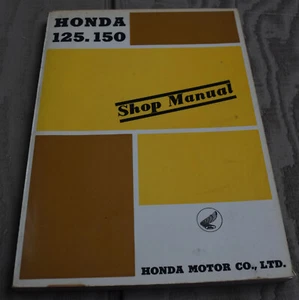 HONDA
125.150
Shop Manual
HONDA MOTOR CO., LTD.